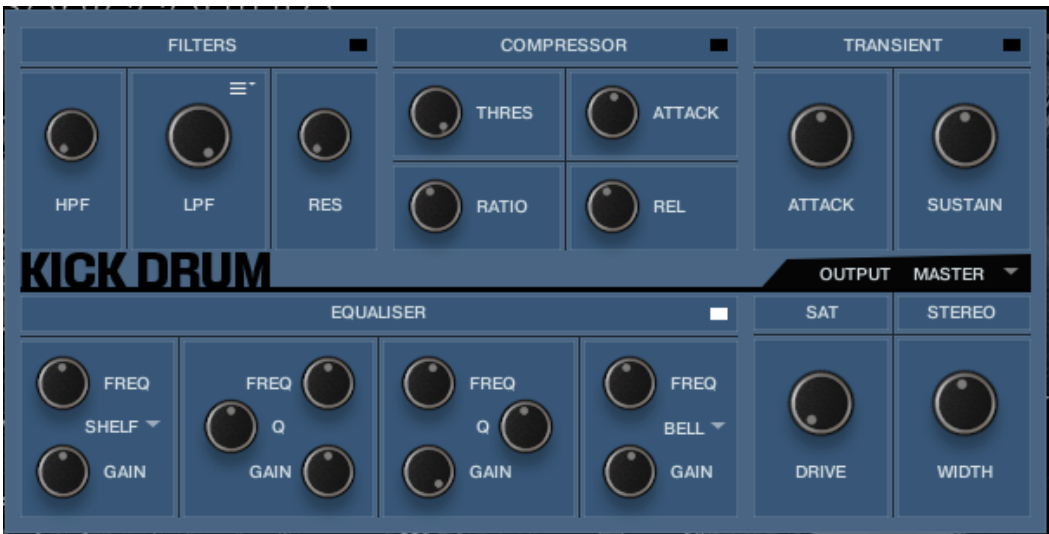 FILTERS
COMPRESSOR
TRANSIENT
HPF
LPF
RES
THRES
ATTACK
RATIO
REL
ATTACK
SUSTAIN
KICK DRUM
OUTPUT MASTER
EQUALISER
SAT
STEREO
FREQ
SHELF
GAIN
FREQ
Q
GAIN
FREQ
Q
GAIN
FREQ
BELL
GAIN
DRIVE
WIDTH